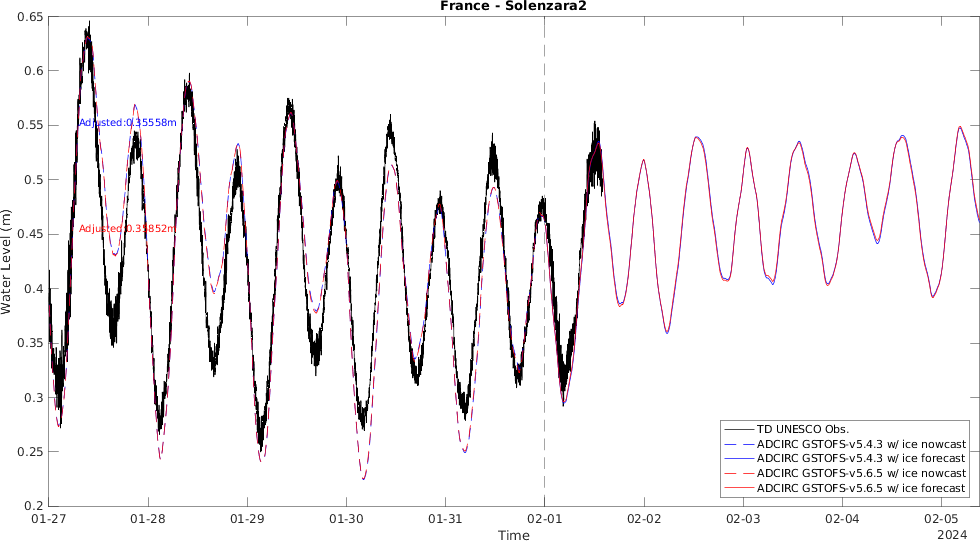 France - Solenzara2
Water Level (m)
0.65
0.6
0.55
0.5
0.45
0.4
0.35
0.3
0.25
0.2
Adjusted:0.35558m
Adjusted:0.35852m
TD UNESCO Obs.
ADCIRC GSTOFS-v5.4.3 w/ ice nowcast
ADCIRC GSTOFS-v5.4.3 w/ ice forecast
ADCIRC GSTOFS-v5.6.5 w/ ice nowcast
ADCIRC GSTOFS-v5.6.5 w/ ice forecast
01-27 01-28 01-29 01-30 01-31 02-01 02-02 02-03 02-04 02-05
Time
2024